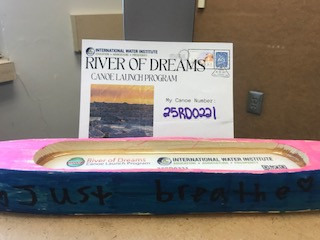 INTERNATIONAL WATER INSTITUTE
RIVER OF DREAMS
CANOE LAUNCH PROGRAM
My Canoe Number:
25RD0221
River of Dreams
Canoe Launch Program
INTERNATIONAL WATER INSTITUTE
Just breathe